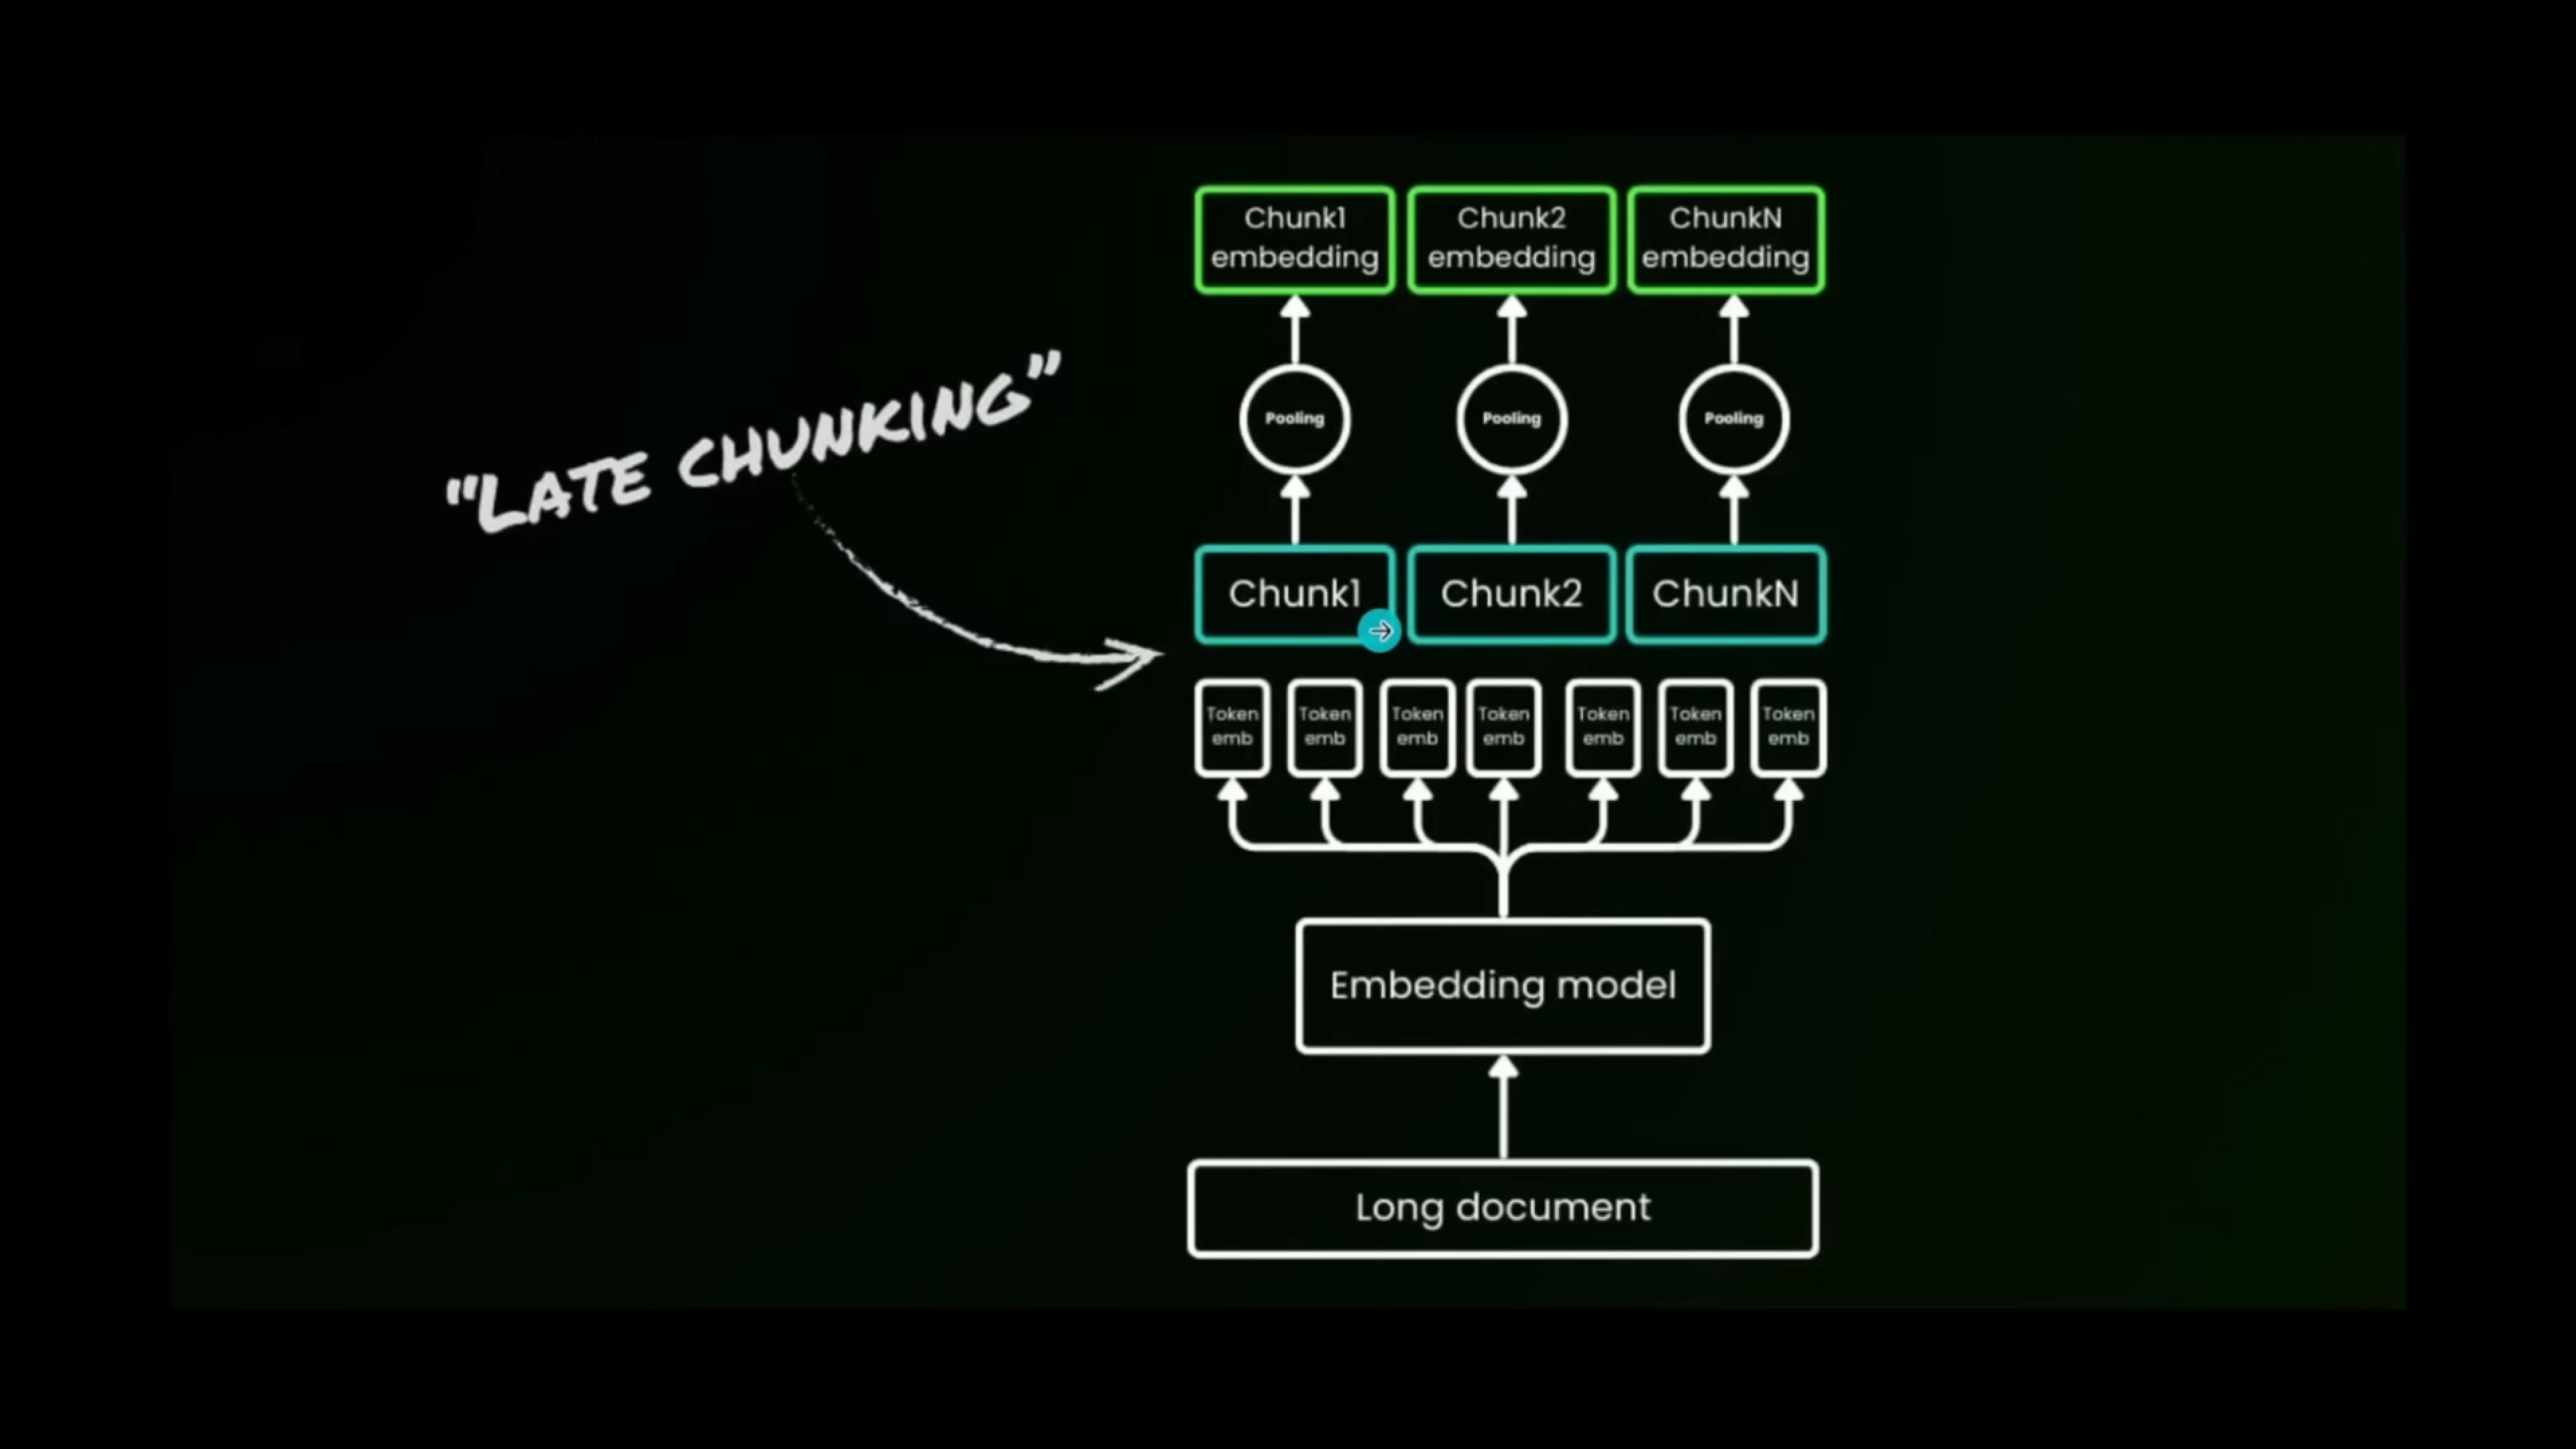 "LATE CHUNKING"
Chunk1 embedding
Chunk2 embedding
ChunkN embedding
Pooling
Pooling
Pooling
Chunk1
Chunk2
ChunkN
Token emb
Token emb
Token emb
Token emb
Token emb
Token emb
Token emb
Embedding model
Long document